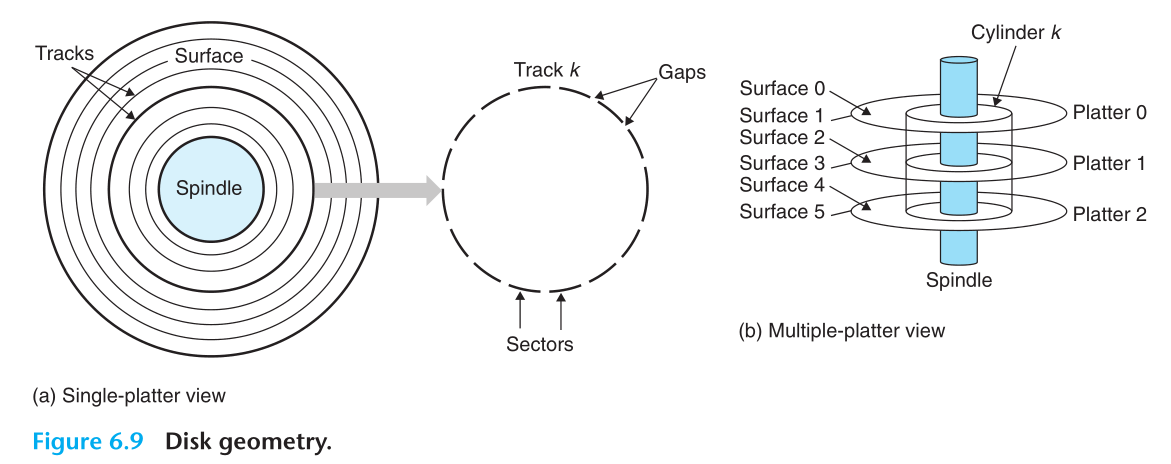 Tracks
Surface
Spindle
Track k
Gaps
Sectors
(a) Single-platter view
Cylinder k
Surface 0
Surface 1
Surface 2
Surface 3
Surface 4
Surface 5
Platter 0
Platter 1
Platter 2
Spindle
(b) Multiple-platter view
Figure 6.9 Disk geometry.